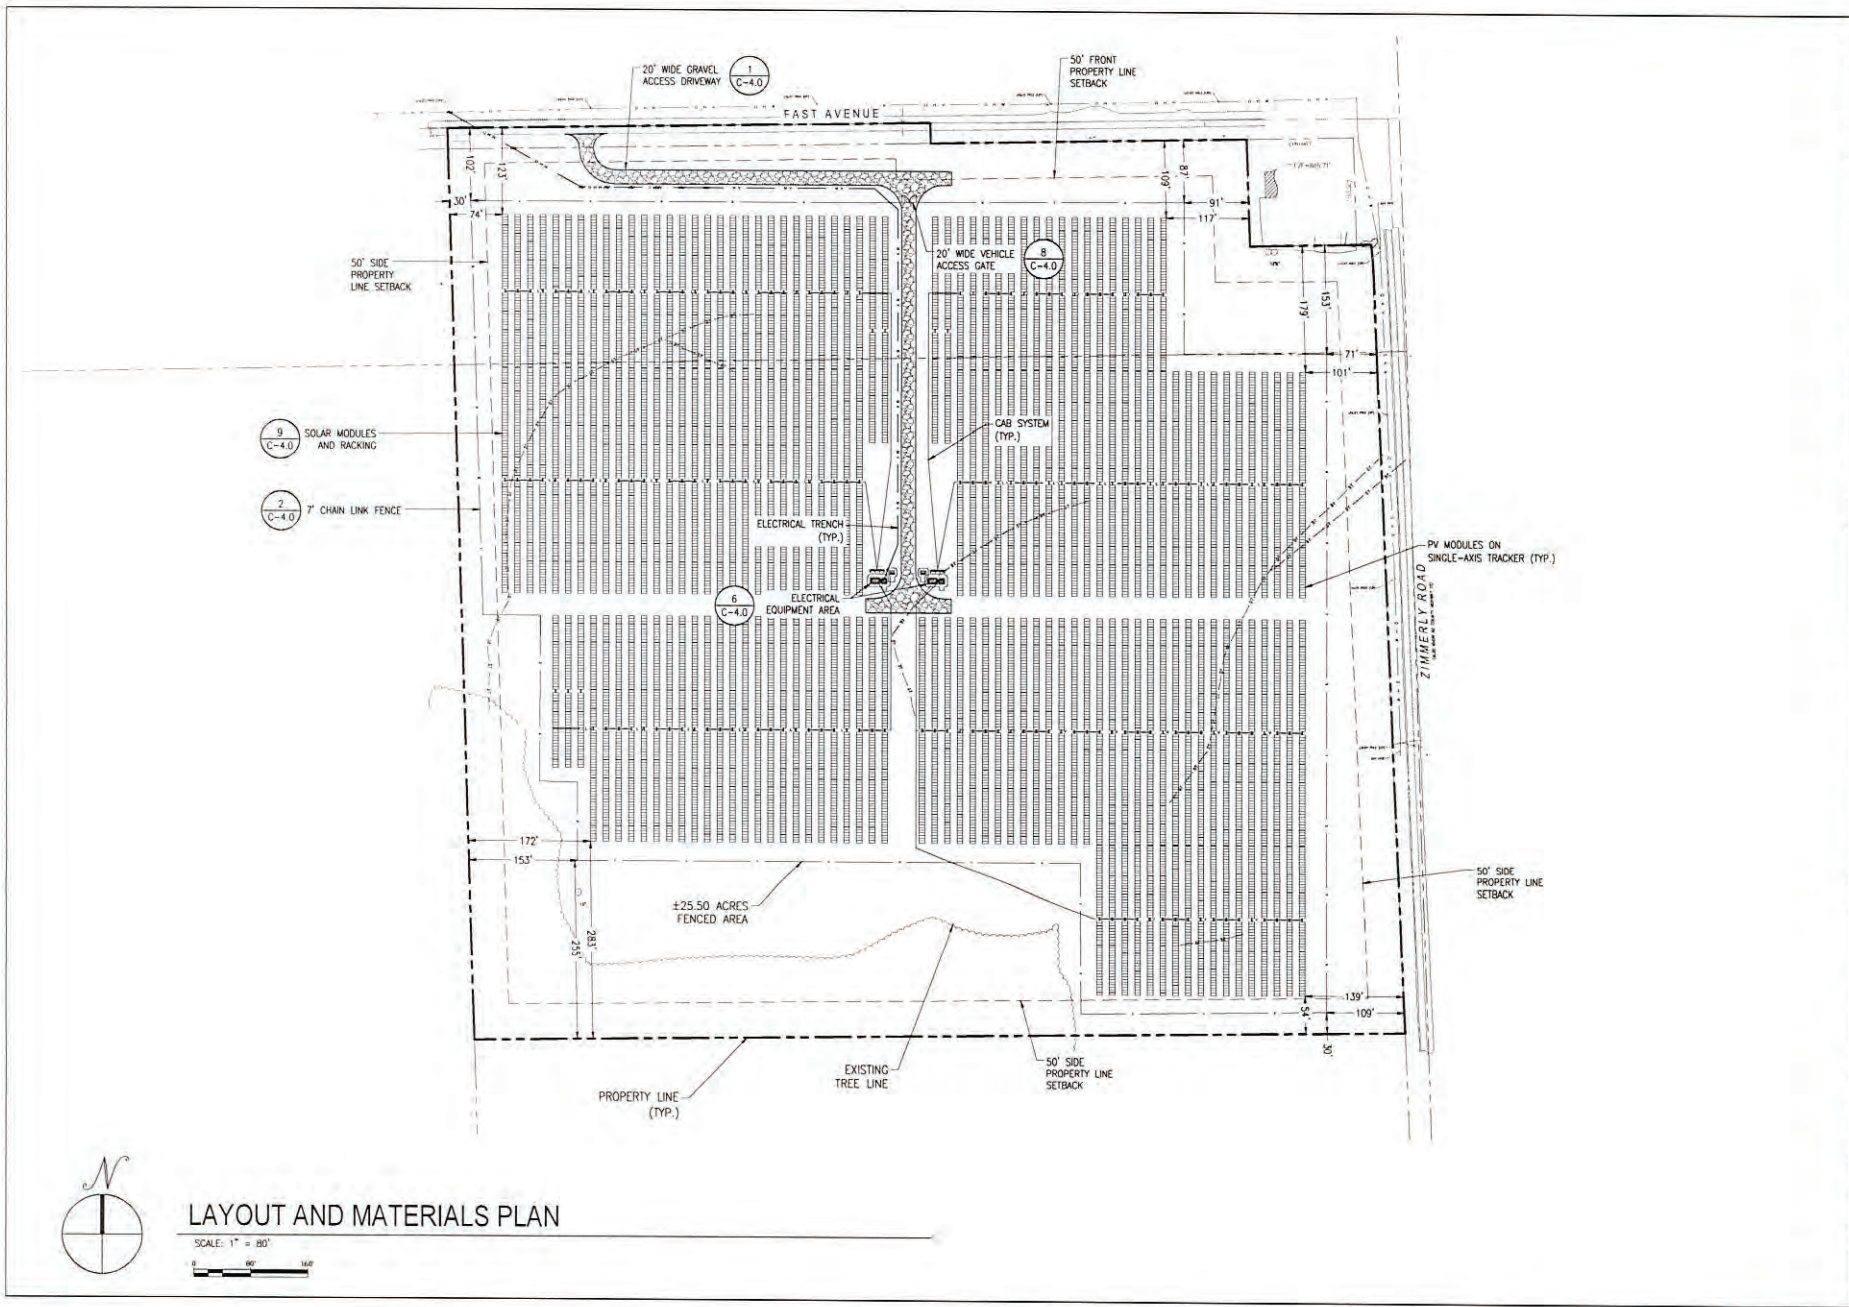 20' WIDE GRAVEL
ACCESS DRIVEWAY
1
C-4.0
50' FRONT
PROPERTY LINE
SETBACK
FAST AVENUE
102'
123'
30'
74'
109'
87'
91'
117'
50' SIDE
PROPERTY
LINE SETBACK
20' WIDE VEHICLE
ACCESS GATE
8
C-4.0
179'
153'
71'
101'
9
C-4.0
SOLAR MODULES
AND RACKING
CAB SYSTEM
(TYP.)
2
C-4.0
7' CHAIN LINK FENCE
ELECTRICAL TRENCH
(TYP.)
PV MODULES ON
SINGLE-AXIS TRACKER (TYP.)
6
C-4.0
ELECTRICAL
EQUIPMENT AREA
ZIMMERLY ROAD
172'
153'
50' SIDE
PROPERTY LINE
SETBACK
±25.50 ACRES
FENCED AREA
283'
255'
139'
54'
109'
30'
EXISTING
TREE LINE
50' SIDE
PROPERTY LINE
SETBACK
PROPERTY LINE
(TYP.)
N
LAYOUT AND MATERIALS PLAN
SCALE: 1" = 80'
0 80' 160'